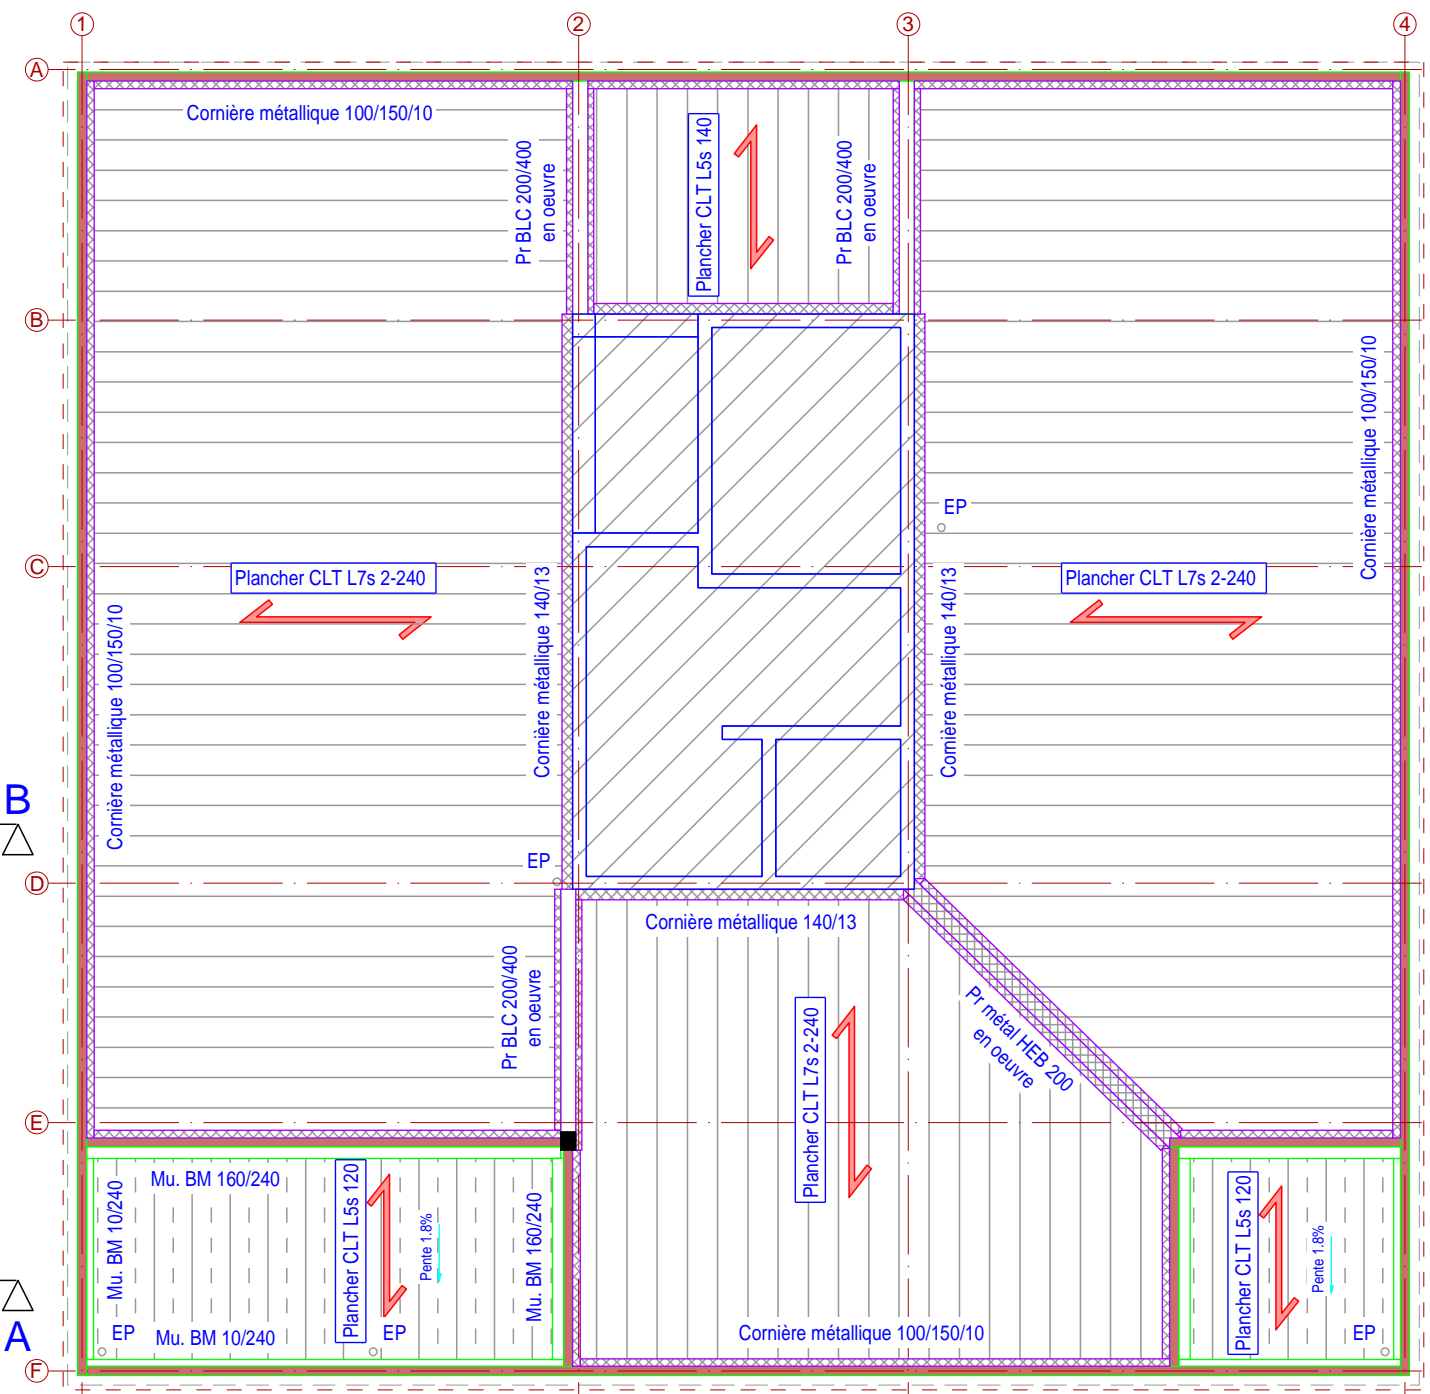 1
2
3
4
A
Cornière métallique 100/150/10
Pr BLC 200/400
en oeuvre
Plancher CLT L5s 140
Pr BLC 200/400
en oeuvre
B
Cornière métallique 100/150/10
EP
C
Plancher CLT L7s 2-240
Cornière métallique 140/13
Cornière métallique 140/13
Plancher CLT L7s 2-240
Cornière métallique 100/150/10
B
EP
D
Cornière métallique 140/13
Pr BLC 200/400
en oeuvre
Plancher CLT L7s 2-240
Pr métal HEB 200
en oeuvre
E
Mu. BM 160/240
Mu. BM 10/240
Plancher CLT L5s 120
Pente 1.8%
Mu. BM 160/240
Plancher CLT L5s 120
Pente 1.8%
A
EP
Mu. BM 10/240
EP
Cornière métallique 100/150/10
EP
F